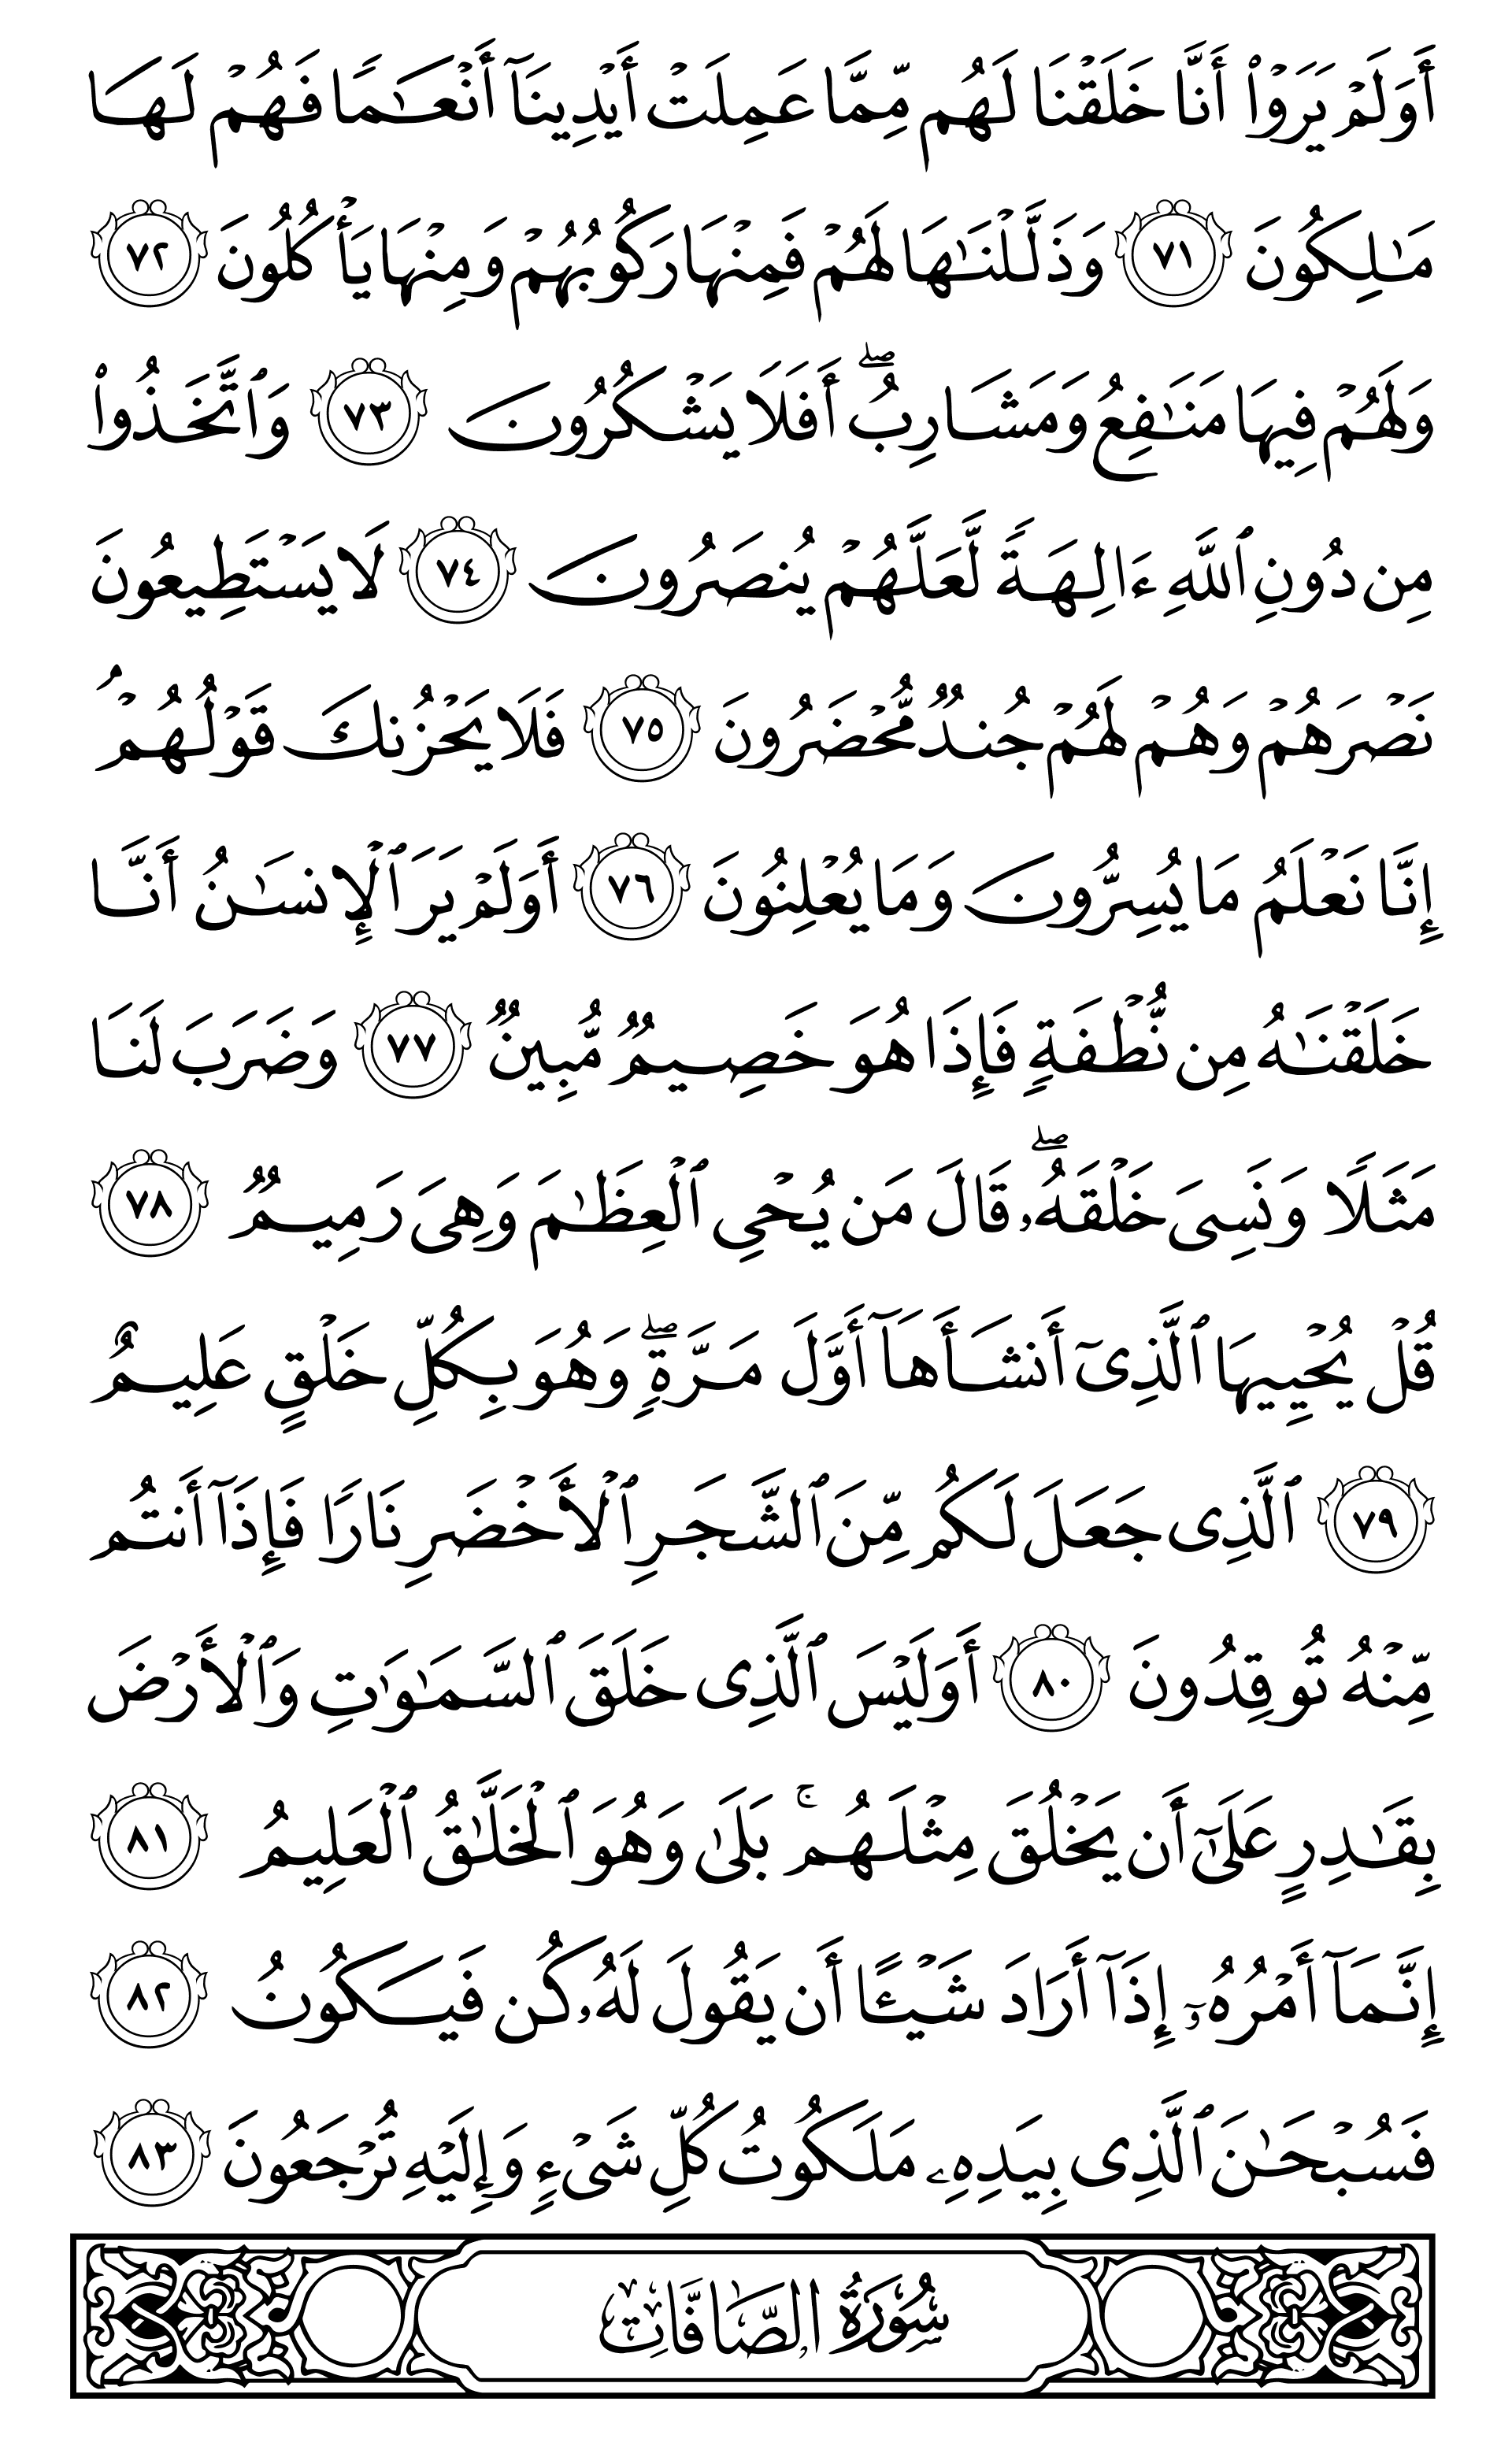 أَوَلَمْ يَرَوْا۟ أَنَّا خَلَقْنَا لَهُم مِّمَّا عَمِلَتْ أَيْدِينَآ أَنْعَـٰمًا فَهُمْ لَهَا
مَـٰلِكُونَ ٧١ وَذَلَّلْنَـٰهَا لَهُمْ فَمِنْهَا رَكُوبُهُمْ وَمِنْهَا يَأْكُلُونَ ٧٢
وَلَهُمْ فِيهَا مَنَـٰفِعُ وَمَشَارِبُ ۖ أَفَلَا يَشْكُرُونَ ٧٣ وَٱتَّخَذُوا۟
مِن دُونِ ٱللَّهِ ءَالِهَةً لَّعَلَّهُمْ يُنصَرُونَ ٧٤ لَا يَسْتَطِيعُونَ
نَصْرَهُمْ وَهُمْ لَهُمْ جُندٌ مُّحْضَرُونَ ٧٥ فَلَا يَحْزُنكَ قَوْلُهُمْ ۘ
إِنَّا نَعْلَمُ مَا يُسِرُّونَ وَمَا يُعْلِنُونَ ٧٦ أَوَلَمْ يَرَ ٱلْإِنسَـٰنُ أَنَّا
خَلَقْنَـٰهُ مِن نُّطْفَةٍ فَإِذَا هُوَ خَصِيمٌ مُّبِينٌ ٧٧ وَضَرَبَ لَنَا
مَثَلًا وَنَسِىَ خَلْقَهُۥ ۖ قَالَ مَن يُحْىِ ٱلْعِظَـٰمَ وَهِىَ رَمِيمٌ ٧٨
قُلْ يُحْيِيهَا ٱلَّذِىٓ أَنشَأَهَآ أَوَّلَ مَرَّةٍ ۖ وَهُوَ بِكُلِّ خَلْقٍ عَلِيمٌ
٧٩ ٱلَّذِى جَعَلَ لَكُم مِّنَ ٱلشَّجَرِ ٱلْأَخْضَرِ نَارًا فَإِذَآ أَنتُم
مِّنْهُ تُوقِدُونَ ٨٠ أَوَلَيْسَ ٱلَّذِى خَلَقَ ٱلسَّمَـٰوَٰتِ وَٱلْأَرْضَ
بِقَـٰدِرٍ عَلَىٰٓ أَن يَخْلُقَ مِثْلَهُم ۚ بَلَىٰ وَهُوَ ٱلْخَلَّـٰقُ ٱلْعَلِيمُ ٨١
إِنَّمَآ أَمْرُهُۥٓ إِذَآ أَرَادَ شَيْـًٔا أَن يَقُولَ لَهُۥ كُن فَيَكُونُ ٨٢
فَسُبْحَـٰنَ ٱلَّذِى بِيَدِهِۦ مَلَكُوتُ كُلِّ شَىْءٍ وَإِلَيْهِ تُرْجَعُونَ ٨٣
سُورَةُ الصَّافَّاتِ